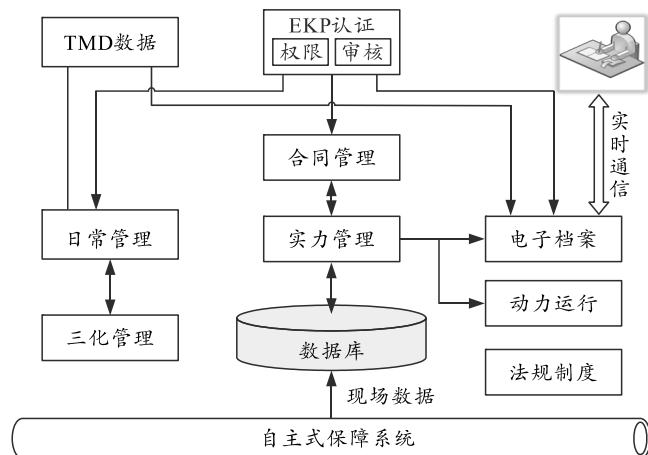 TMD数据
EKP认证
权限 审核
合同管理
实时通信
日常管理
实力管理
电子档案
动力运行
三化管理
数据库
法规制度
现场数据
自主式保障系统